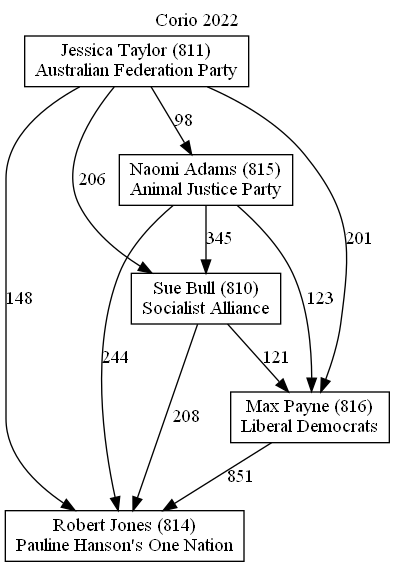 Corio 2022
Jessica Taylor (811)
Australian Federation Party
98
Naomi Adams (815)
Animal Justice Party
206
201
345
Sue Bull (810)
Socialist Alliance
148
123
244
121
208
Max Payne (816)
Liberal Democrats
851
Robert Jones (814)
Pauline Hanson's One Nation